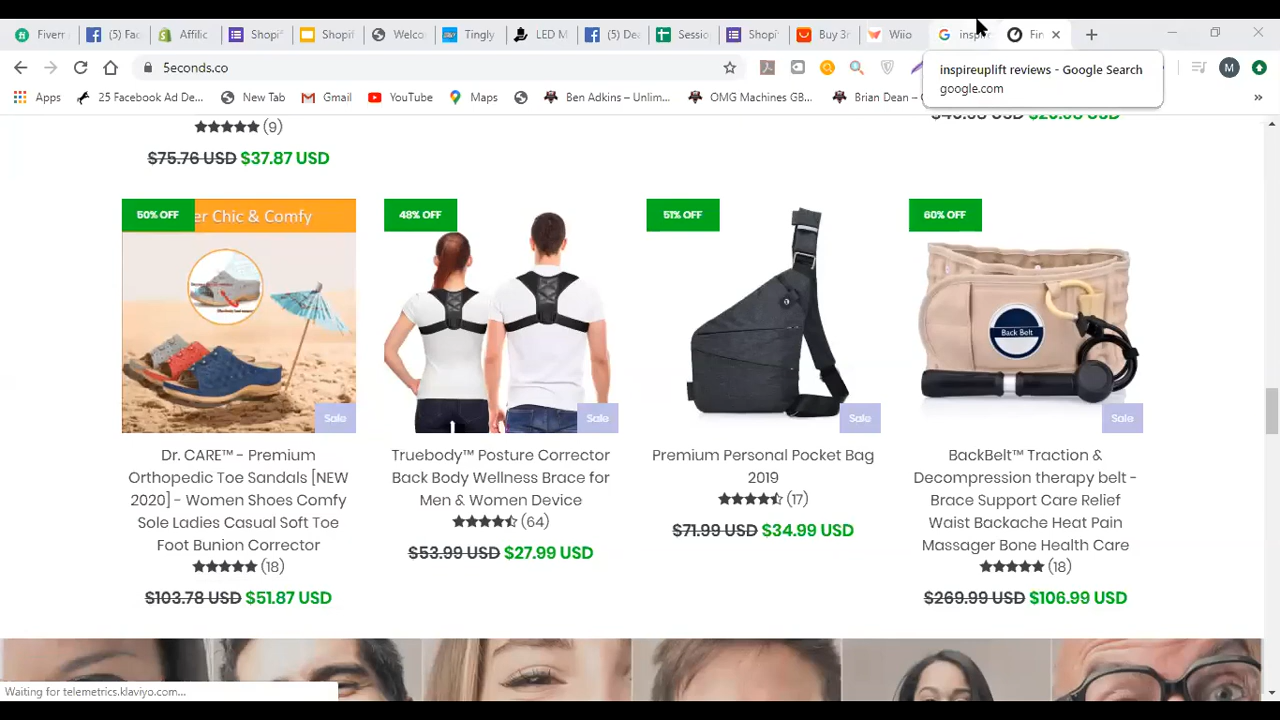 Fiverr
(5) Fac
Affilic
Shopi
Shopif
Welco
Tingly
LED M
(5) De
Sessio
Shopi
Buy 3
Wiio
inspire
Fin
5econds.co
M
inspireuplift reviews - Google Search
google.com
Apps
25 Facebook Ad De...
New Tab
Gmail
YouTube
Maps
Ben Adkins – Unlim...
OMG Machines GB...
Brian Dean –
»
(9)
$75.76 USD $37.87 USD
50% OFF
er Chic & Comfy
Sale
Dr. CARE™ - Premium
Orthopedic Toe Sandals [NEW
2020] - Women Shoes Comfy
Sole Ladies Casual Soft Toe
Foot Bunion Corrector
(18)
$103.78 USD $51.87 USD
48% OFF
Sale
Truebody™ Posture Corrector
Back Body Wellness Brace for
Men & Women Device
(64)
$53.99 USD $27.99 USD
51% OFF
Sale
Premium Personal Pocket Bag
2019
(17)
$71.99 USD $34.99 USD
60% OFF
Back Belt
Sale
BackBelt™ Traction &
Decompression therapy belt -
Brace Support Care Relief
Waist Backache Heat Pain
Massager Bone Health Care
(18)
$269.99 USD $106.99 USD
Waiting for telemetrics.klaviyo.com...